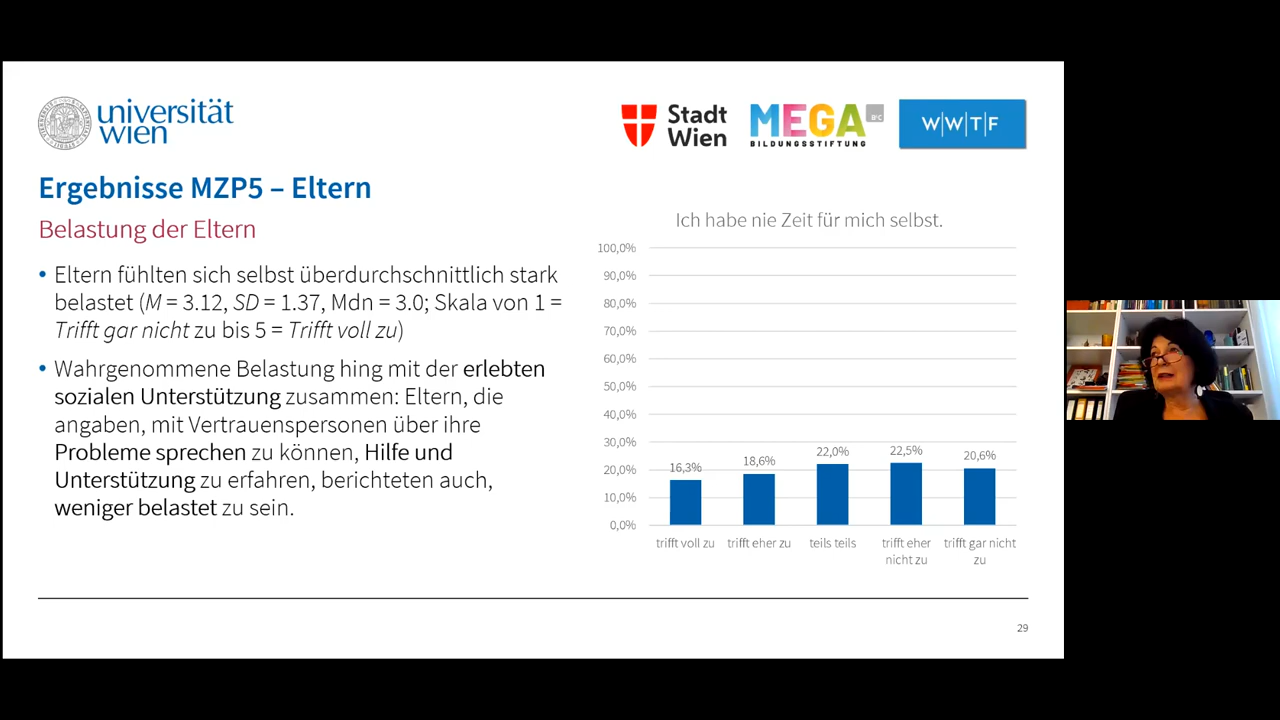 universität
wien
Stadt
Wien
MEGA
B&C
BILDUNGSSTIFTUNG
W|W|T|F
Ergebnisse MZP5 – Eltern
Belastung der Eltern
• Eltern fühlten sich selbst überdurchschnittlich stark
belastet (M = 3.12, SD = 1.37, Mdn = 3.0; Skala von 1 =
Trifft gar nicht zu bis 5 = Trifft voll zu)
• Wahrgenommene Belastung hing mit der erlebten
sozialen Unterstützung zusammen: Eltern, die
angaben, mit Vertrauenspersonen über ihre
Probleme sprechen zu können, Hilfe und
Unterstützung zu erfahren, berichteten auch,
weniger belastet zu sein.
Ich habe nie Zeit für mich selbst.
100,0%
90,0%
80,0%
70,0%
60,0%
50,0%
40,0%
30,0%
20,0%
10,0%
0,0%
16,3%
18,6%
22,0%
22,5%
20,6%
trifft voll zu
trifft eher zu
teils teils
trifft eher
nicht zu
trifft gar nicht
zu
29